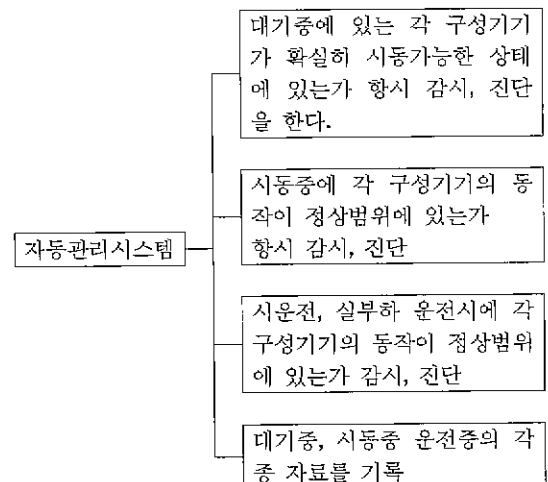 대기중에 있는 각 구성기기
가 확실히 시동가능한 상태
에 있는가 항시 감시, 진단
을 한다.
시동중에 각 구성기기의 동
작이 정상범위에 있는가
항시 감시, 진단
자동관리시스템
시운전, 실부하 운전시에 각
구성기기의 동작이 정상범위
에 있는가 감시, 진단
대기중, 시동중 운전중의 각
종 자료를 기록